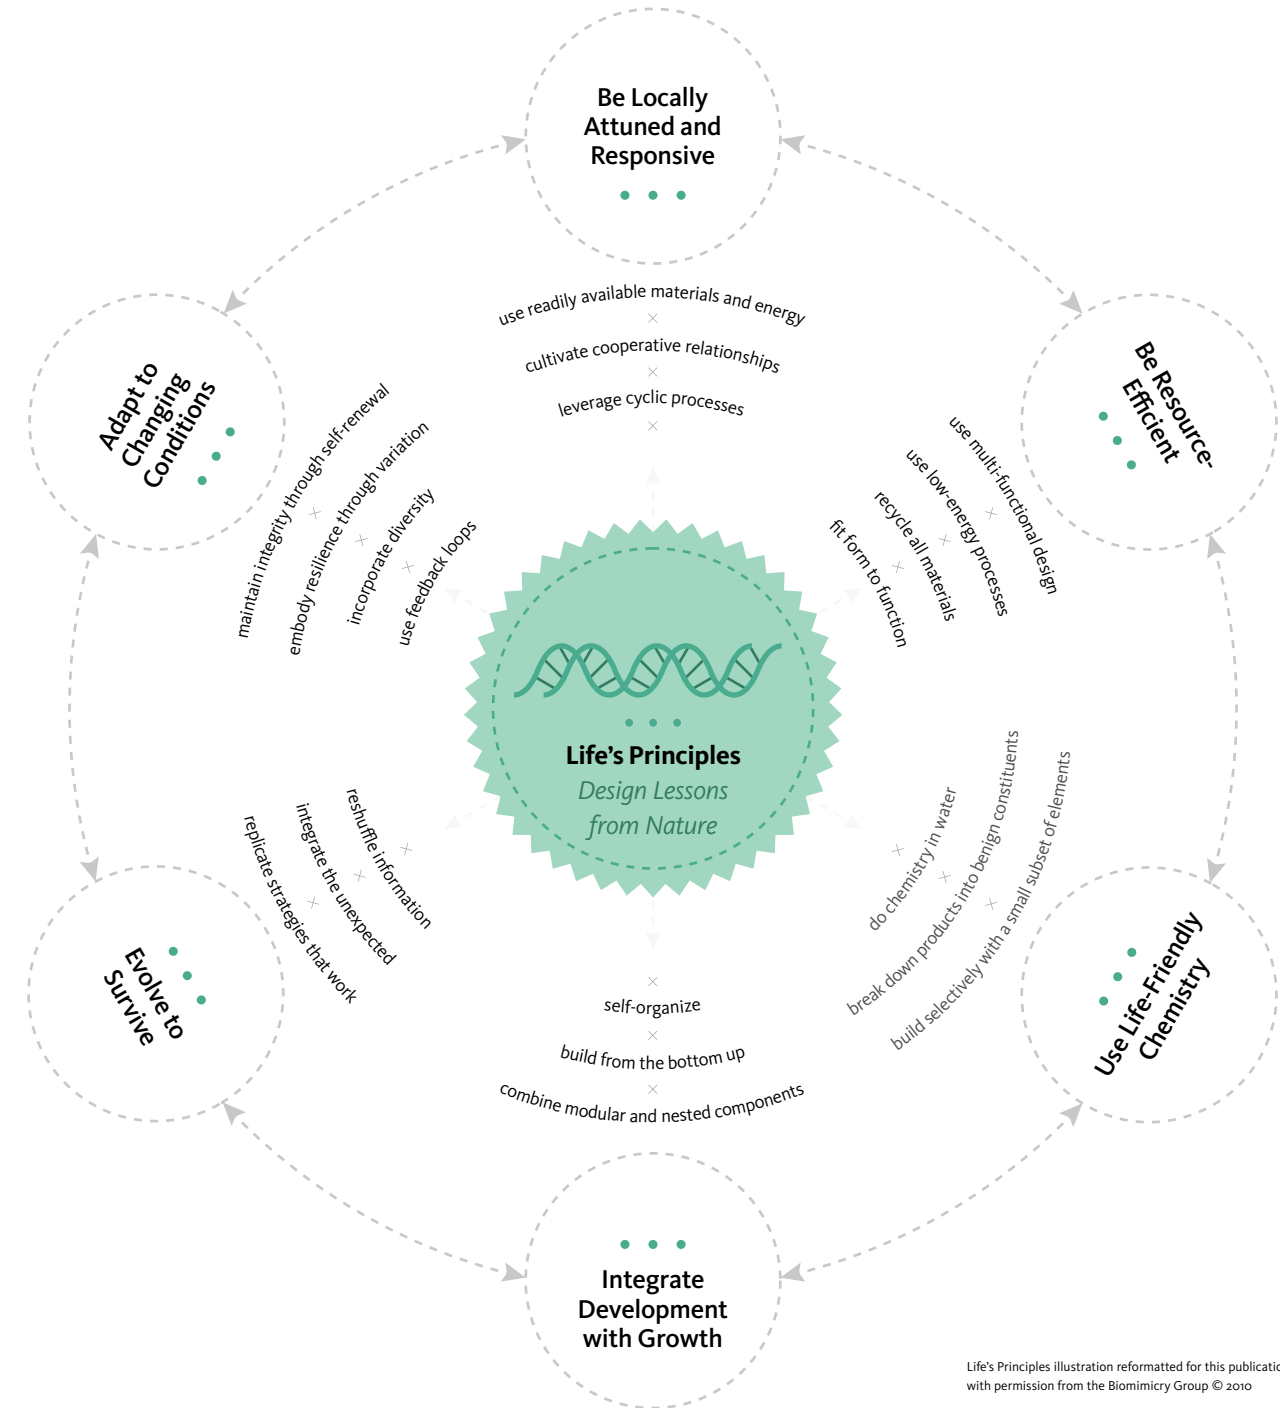 Be Locally
Attuned and
Responsive
use readily available materials and energy
cultivate cooperative relationships
leverage cyclic processes
Be Resource-
Efficient
use multi-functional design
use low-energy processes
recycle all materials
fit form to function
Use Life-Friendly
Chemistry
do chemistry in water
break down products into benign constituents
build selectively with a small subset of elements
Integrate
Development
with Growth
self-organize
build from the bottom up
combine modular and nested components
Evolve to
Survive
reshuffle information
integrate the unexpected
replicate strategies that work
Adapt to
Changing
Conditions
maintain integrity through self-renewal
embody resilience through variation
incorporate diversity
use feedback loops
Life's Principles
Design Lessons
from Nature
Life's Principles illustration reformatted for this publicatio
with permission from the Biomimicry Group © 2010